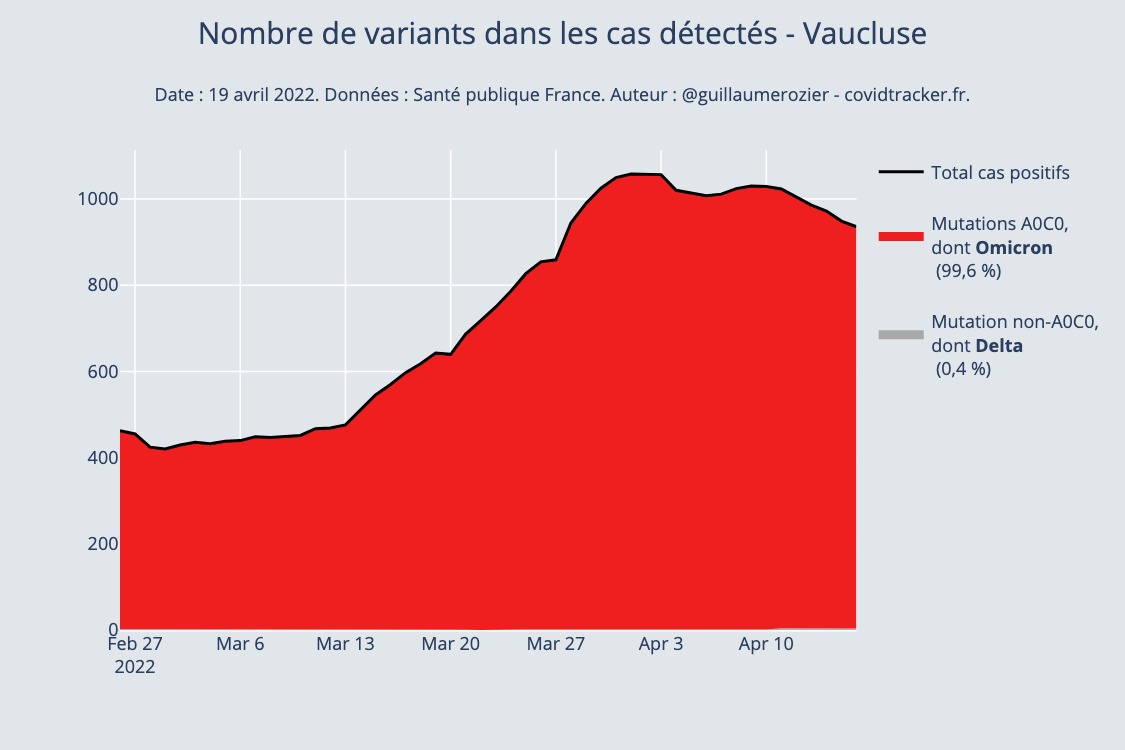 Nombre de variants dans les cas détectés - Vaucluse
Date : 19 avril 2022. Données : Santé publique France. Auteur : @guillaumerozier - covidtracker.fr.
Total cas positifs
Mutations A0C0,
dont Omicron
(99,6 %)
Mutation non-A0C0,
dont Delta
(0,4 %)
1000
800
600
400
200
0
Feb 27
2022
Mar 6
Mar 13
Mar 20
Mar 27
Apr 3
Apr 10